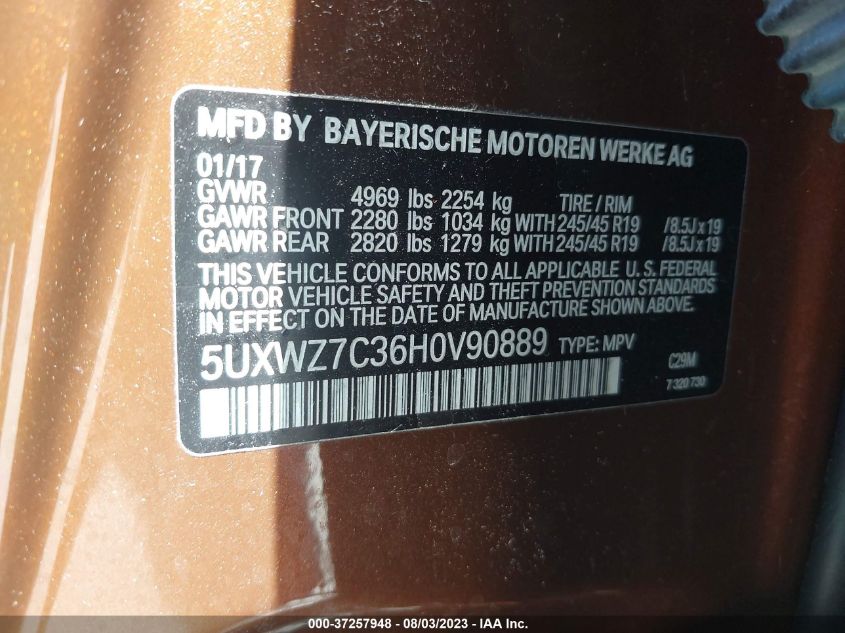 MFD BY BAYERISCHE MOTOREN WERKE AG
01/17
GVWR 4969 lbs 2254 kg TIRE / RIM
GAWR FRONT 2280 lbs 1034 kg WITH 245/45 R19 /8.5J x 19
GAWR REAR 2820 lbs 1279 kg WITH 245/45 R19 /8.5J x 19
THIS VEHICLE CONFORMS TO ALL APPLICABLE U. S. FEDERAL
MOTOR VEHICLE SAFETY AND THEFT PREVENTION STANDARDS
IN EFFECT ON THE DATE OF MANUFACTURE SHOWN ABOVE.
5UXWZ7C36H0V90889 TYPE: MPV C29M
7 320 730
000-37257948 - 08/03/2023 - IAA Inc.